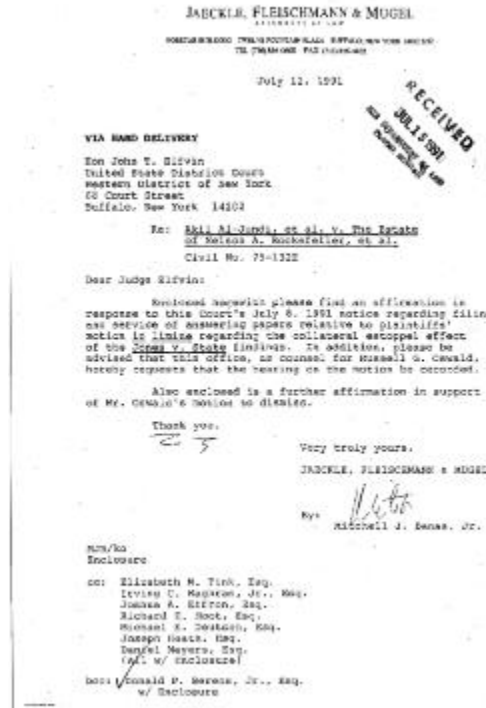 JAECKLE, FLEISCHMANN & MUGEL
ATTORNEYS AT LAW
July 12, 1991
RECEIVED
JUL 15 1991
VIA HAND DELIVERY
Hon John T. Elfvin
United State District Court
Western District of New York
68 Court Street
Buffalo, New York 14202
Re: Akil Al-Jundi, et al. v. The Estate
of Nelson A. Rockefeller, et al.
Civil No. 75-132E
Dear Judge Elfvin:
Enclosed herewith please find an affirmation in
response to this Court's July 8, 1991 notice regarding filing
and service of answering papers relative to plaintiffs'
motion in limine regarding the collateral estoppel effect
of the Jones v. State findings. In addition, please be
advised that this office, as counsel for Russell G. Oswald,
hereby requests that the hearing on the motion be recorded.
Also enclosed is a further affirmation in support
of Mr. Oswald's motion to dismiss.
Thank you.
Very truly yours,
JAECKLE, FLEISCHMANN & MUGEL
By:
Mitchell J. Banas, Jr.
Enclosure
cc: Elizabeth M. Fink, Esq.
Irving C. Maghran, Jr., Esq.
Joshua A. Effron, Esq.
Richard E. Moot, Esq.
Michael E. Deutsch, Esq.
Joseph Heath, Esq.
Daniel Meyers, Esq.
(all w/ Enclosure)
bcc: Donald P. Berens, Jr., Esq.
w/ Enclosure